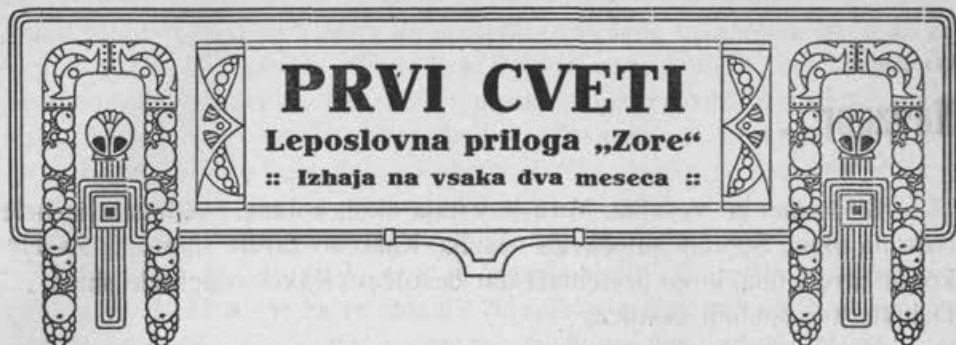 PRVI CVETI
Leposlovna priloga „Zore“
:: Izhaja na vsaka dva meseca ::